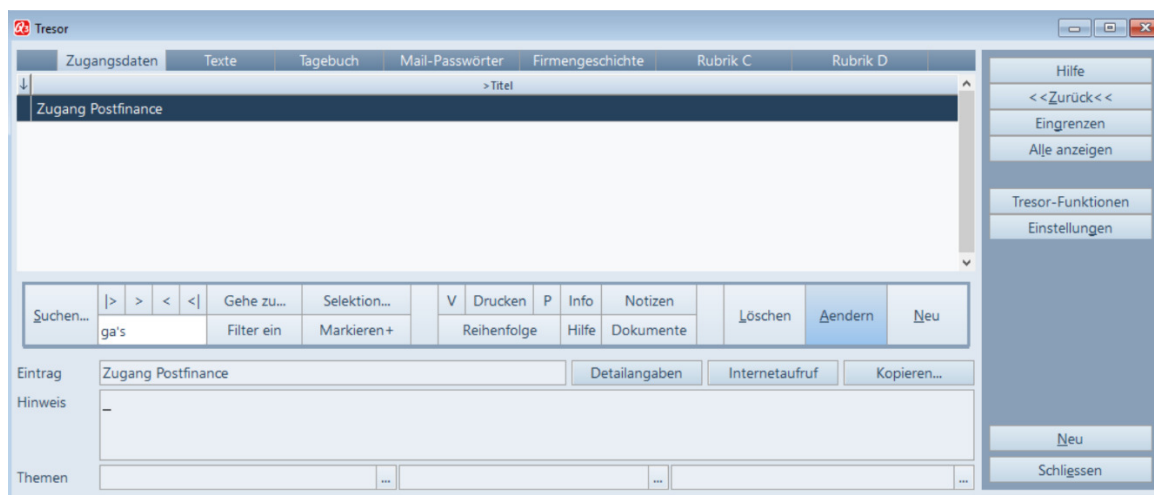 Tresor
Zugangsdaten Texte Tagebuch Mail-Passwörter Firmengeschichte Rubrik C Rubrik D
>Titel
Zugang Postfinance
Hilfe
<<Zurück<<
Eingrenzen
Alle anzeigen
Tresor-Funktionen
Einstellungen
Suchen... |> > < <| Gehe zu... Selektion... V Drucken P Info Notizen Löschen Aendern Neu
ga's Filter ein Markieren+ Reihenfolge Hilfe Dokumente
Eintrag Zugang Postfinance Detailangaben Internetaufruf Kopieren...
Hinweis _
Themen ... ... ...
Neu
Schliessen